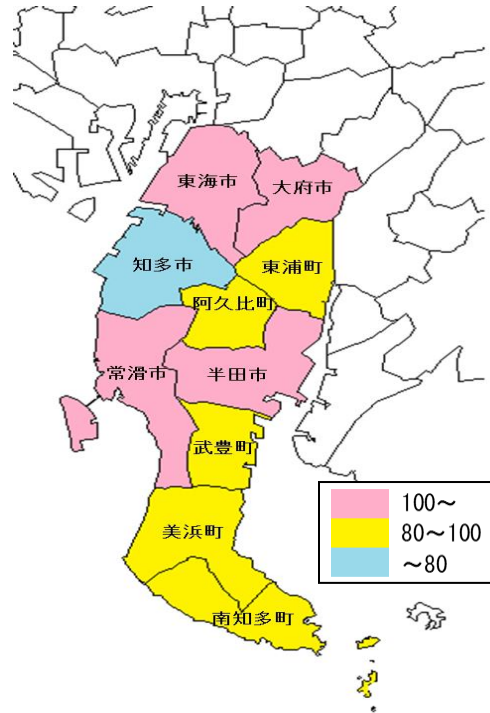 東海市
大府市
知多市
東浦町
阿久比町
常滑市
半田市
武豊町
美浜町
南知多町
100～
80～100
～80